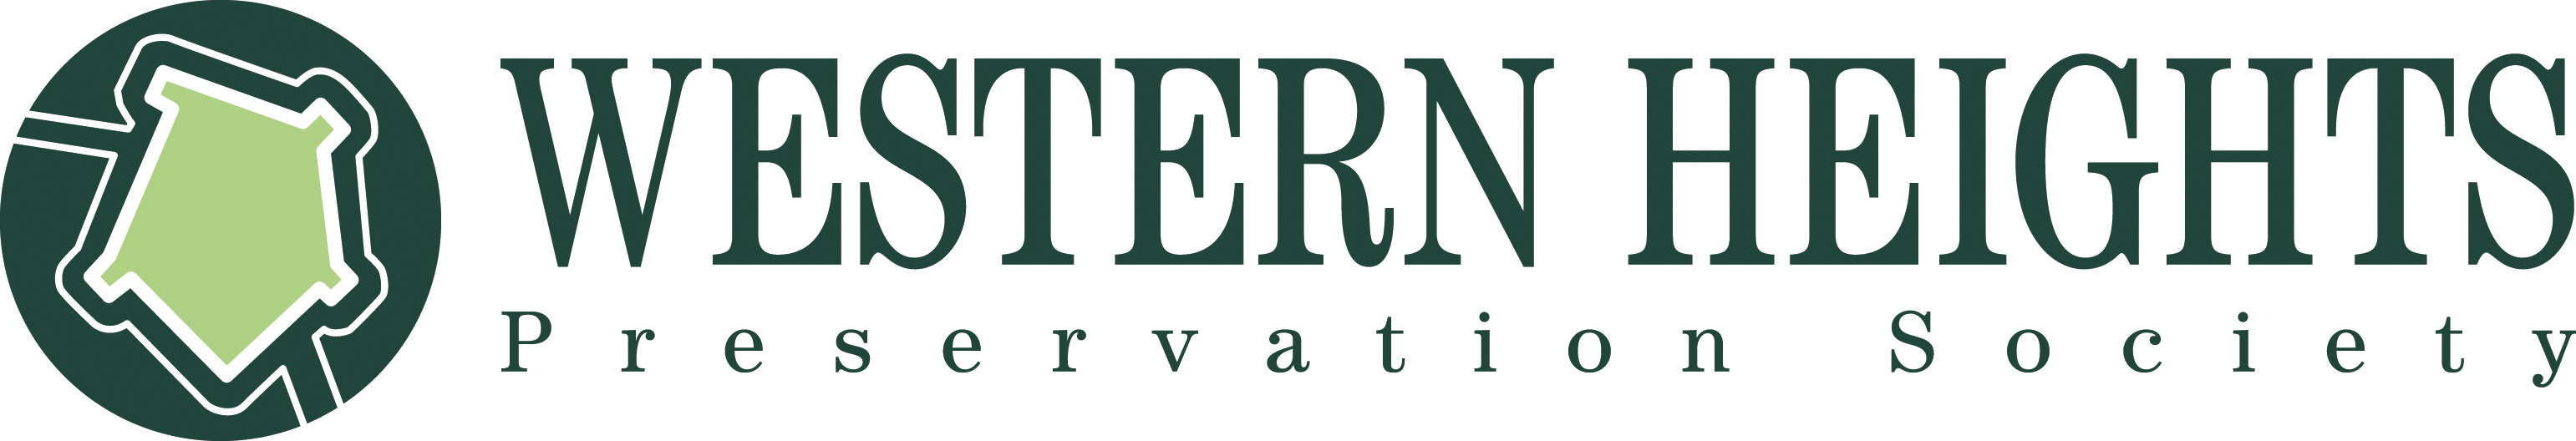 WESTERN HEIGHTS
Preservation Society